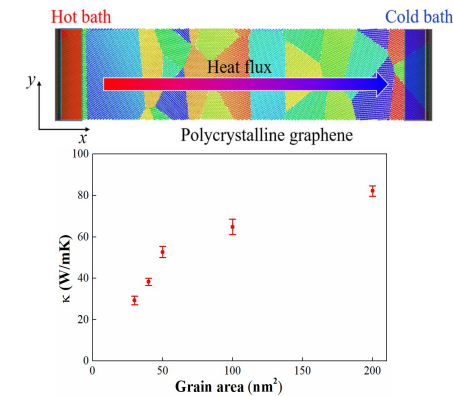 Hot bath
Cold bath
Heat flux
y
x
Polycrystalline graphene
100
80
60
40
20
0
κ (W/mK)
0
50
100
150
200
Grain area (nm²)